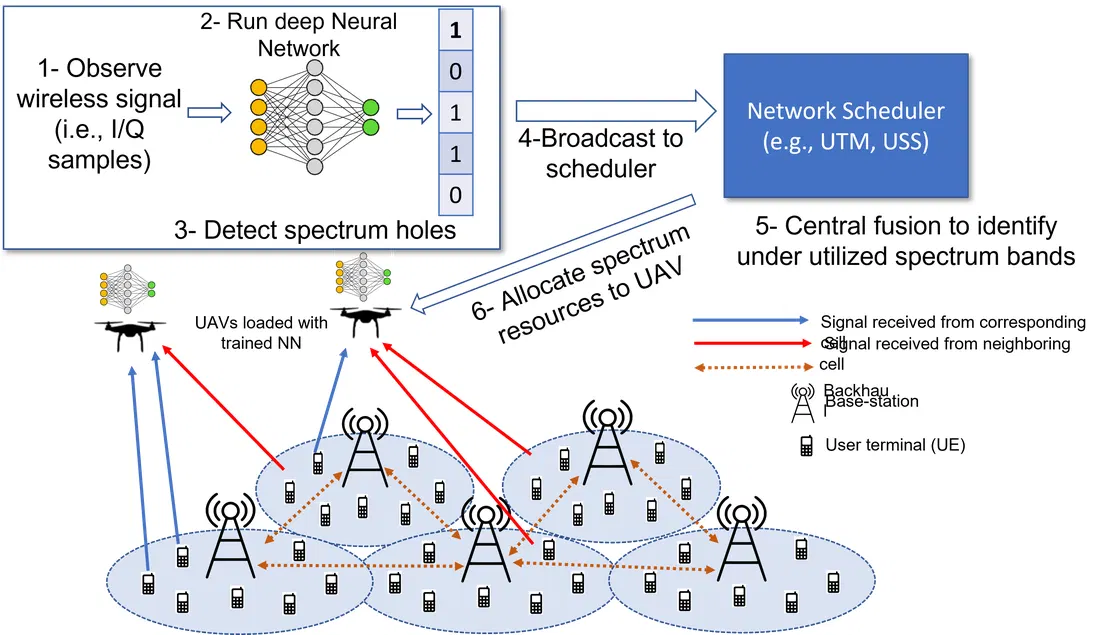 1- Observe
wireless signal
(i.e., I/Q
samples)
2- Run deep Neural
Network
1
0
1
1
0
3- Detect spectrum holes
4-Broadcast to
scheduler
Network Scheduler
(e.g., UTM, USS)
5- Central fusion to identify
under utilized spectrum bands
6- Allocate spectrum
resources to UAV
UAVs loaded with
trained NN
Signal received from corresponding
cell
Signal received from neighboring
cell
Backhau
l
Base-station
User terminal (UE)